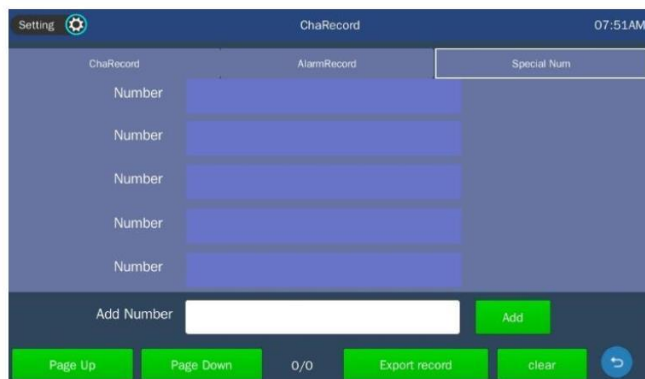 Setting ChaRecord 07:51AM
ChaRecord AlarmRecord Special Num
Number
Number
Number
Number
Number
Add Number Add
Page Up Page Down 0/0 Export record clear